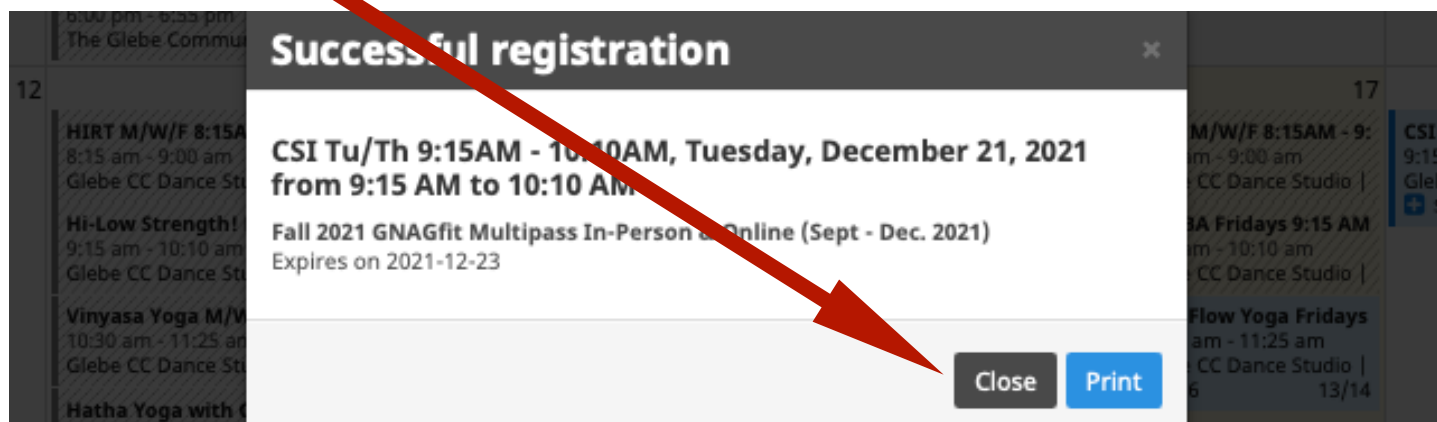 6:00 pm - 6:55 pm
The Glebe Commu
Successful registration
×
12
17
HIRT M/W/F 8:15A
8:15 am - 9:00 am
Glebe CC Dance Stu
Hi-Low Strength!
9:15 am - 10:10 am
Glebe CC Dance Stu
Vinyasa Yoga M/W
10:30 am - 11:25 am
Glebe CC Dance Stu
Hatha Yoga with
CSI Tu/Th 9:15AM - 10:10AM, Tuesday, December 21, 2021
from 9:15 AM to 10:10 AM
Fall 2021 GNAGfit Multipass In-Person & Online (Sept - Dec. 2021)
Expires on 2021-12-23
Close
Print
M/W/F 8:15AM - 9:
m - 9:00 am
CC Dance Studio |
BA Fridays 9:15 AM
m - 10:10 am
CC Dance Studio |
Flow Yoga Fridays
am - 11:25 am
CC Dance Studio |
6 13/14
CSI
9:15
Gle